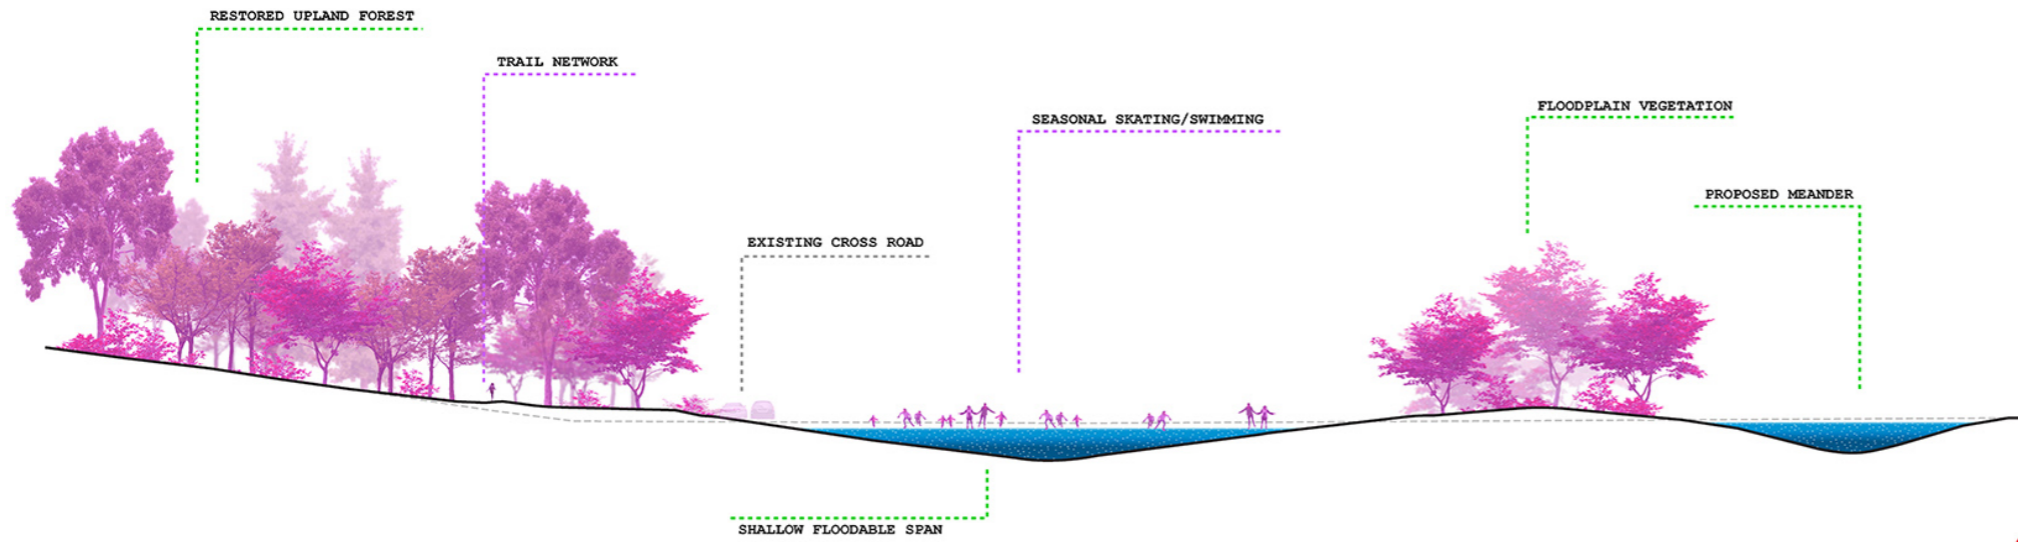 RESTORED UPLAND FOREST
TRAIL NETWORK
SEASONAL SKATING/SWIMMING
FLOODPLAIN VEGETATION
PROPOSED MEANDER
EXISTING CROSS ROAD
SHALLOW FLOODABLE SPAN